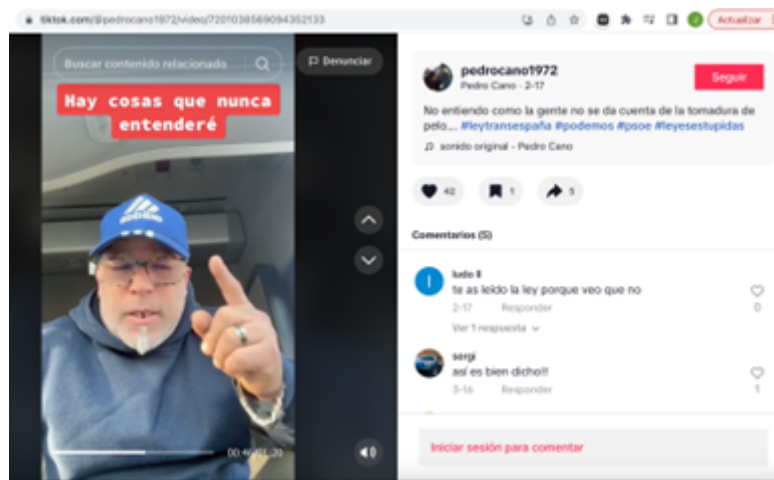 tiktok.com/@pedrocano1972/video/7201038569094352133
Actualizar
Buscar contenido relacionado
Denunciar
Hay cosas que nunca
entenderé
pedrocano1972
Pedro Cano · 2-17
Seguir
No entiendo como la gente no se da cuenta de la tomadura de
pelo.... #leytransespaña #podemos #psoe #leyesestupidas
sonido original - Pedro Cano
42
1
5
Comentarios (5)
ludo ll
te as leído la ley porque veo que no
2-17 Responder
0
Ver 1 respuesta
sergi
así es bien dicho!!!
3-16 Responder
1
Iniciar sesión para comentar